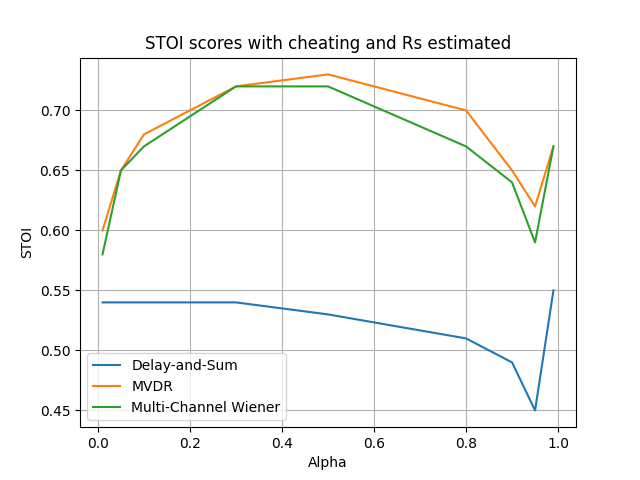 STOI scores with cheating and Rs estimated
STOI
0.70
0.65
0.60
0.55
0.50
0.45
Delay-and-Sum
MVDR
Multi-Channel Wiener
0.0 0.2 0.4 0.6 0.8 1.0
Alpha